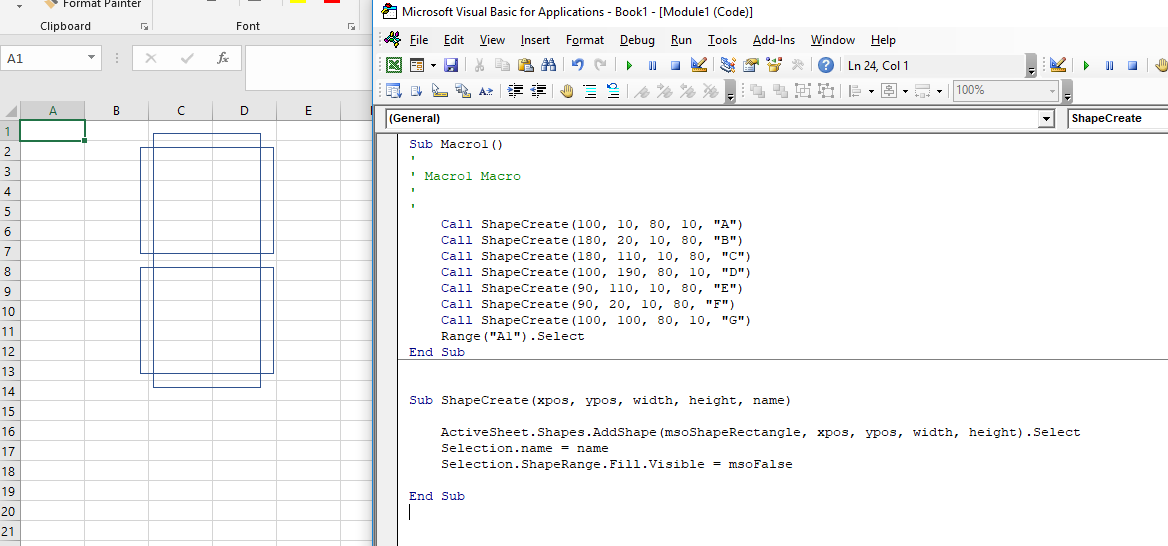 Format Painter
Clipboard
Font
A1
fx
A B C D E
1
2
3
4
5
6
7
8
9
10
11
12
13
14
15
16
17
18
19
20
21
Microsoft Visual Basic for Applications - Book1 - [Module1 (Code)]
File Edit View Insert Format Debug Run Tools Add-Ins Window Help
Ln 24, Col 1
100%
(General) ShapeCreate
Sub Macro1()
'
' Macro1 Macro
'
'
Call ShapeCreate(100, 10, 80, 10, "A")
Call ShapeCreate(180, 20, 10, 80, "B")
Call ShapeCreate(180, 110, 10, 80, "C")
Call ShapeCreate(100, 190, 80, 10, "D")
Call ShapeCreate(90, 110, 10, 80, "E")
Call ShapeCreate(90, 20, 10, 80, "F")
Call ShapeCreate(100, 100, 80, 10, "G")
Range("A1").Select
End Sub
Sub ShapeCreate(xpos, ypos, width, height, name)
ActiveSheet.Shapes.AddShape(msoShapeRectangle, xpos, ypos, width, height).Select
Selection.name = name
Selection.ShapeRange.Fill.Visible = msoFalse
End Sub